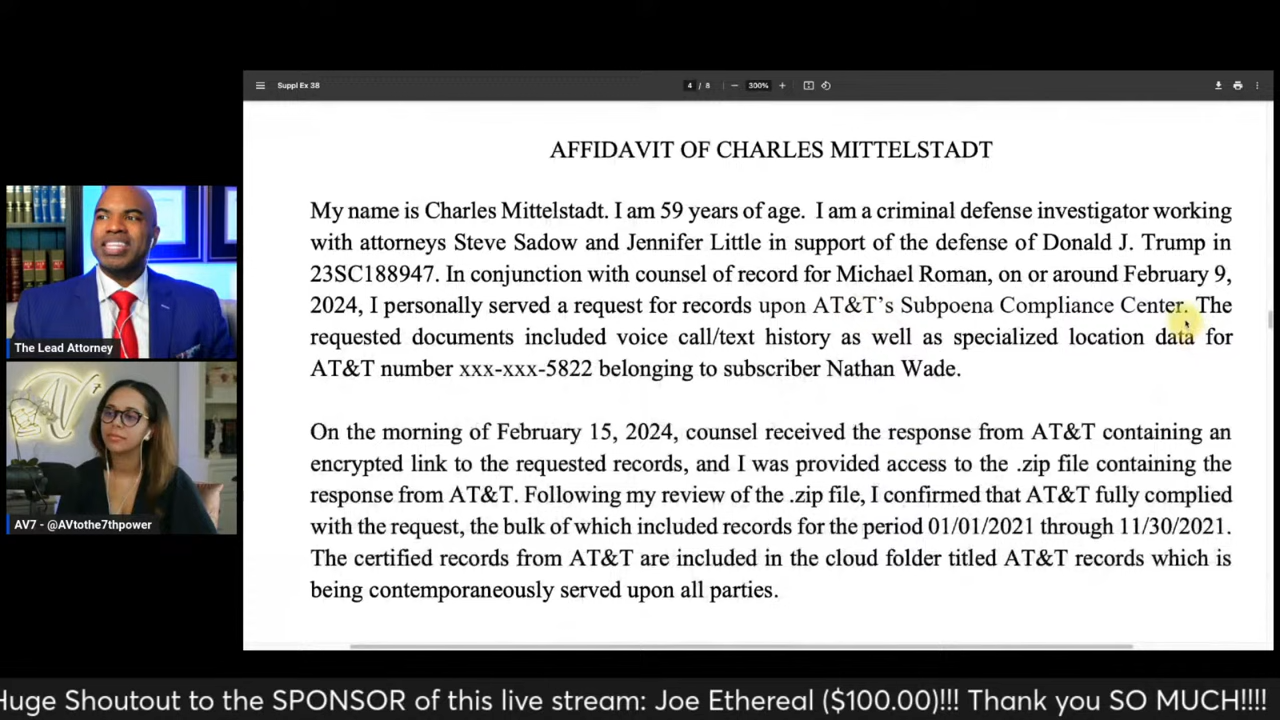 Suppl Ex 38
4 / 8
300%
AFFIDAVIT OF CHARLES MITTELSTADT
My name is Charles Mittelstadt. I am 59 years of age. I am a criminal defense investigator working
with attorneys Steve Sadow and Jennifer Little in support of the defense of Donald J. Trump in
23SC188947. In conjunction with counsel of record for Michael Roman, on or around February 9,
2024, I personally served a request for records upon AT&T’s Subpoena Compliance Center. The
requested documents included voice call/text history as well as specialized location data for
AT&T number xxx-xxx-5822 belonging to subscriber Nathan Wade.
On the morning of February 15, 2024, counsel received the response from AT&T containing an
encrypted link to the requested records, and I was provided access to the .zip file containing the
response from AT&T. Following my review of the .zip file, I confirmed that AT&T fully complied
with the request, the bulk of which included records for the period 01/01/2021 through 11/30/2021.
The certified records from AT&T are included in the cloud folder titled AT&T records which is
being contemporaneously served upon all parties.
The Lead Attorney
AV7
AV7 - @AVtothe7thpower
Huge Shoutout to the SPONSOR of this live stream: Joe Ethereal ($100.00)!!! Thank you SO MUCH!!!!